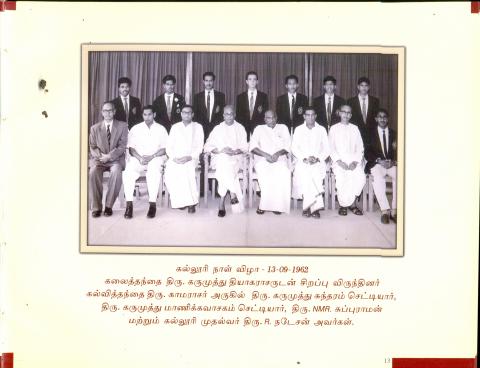 கல்லூரி நாள் விழா - 13-09-1962
கலைத்தந்தை திரு. கருமுத்து தியாகராசருடன் சிறப்பு விருந்தினர்
கல்வித்தந்தை திரு. காமராசர் அருகில் திரு. கருமுத்து சுந்தரம் செட்டியார்,
திரு. கருமுத்து மாணிக்கவாசகம் செட்டியார், திரு. NMR. சுப்புராமன்
மற்றும் கல்லூரி முதல்வர் திரு. R. நடேசன் அவர்கள்.
13